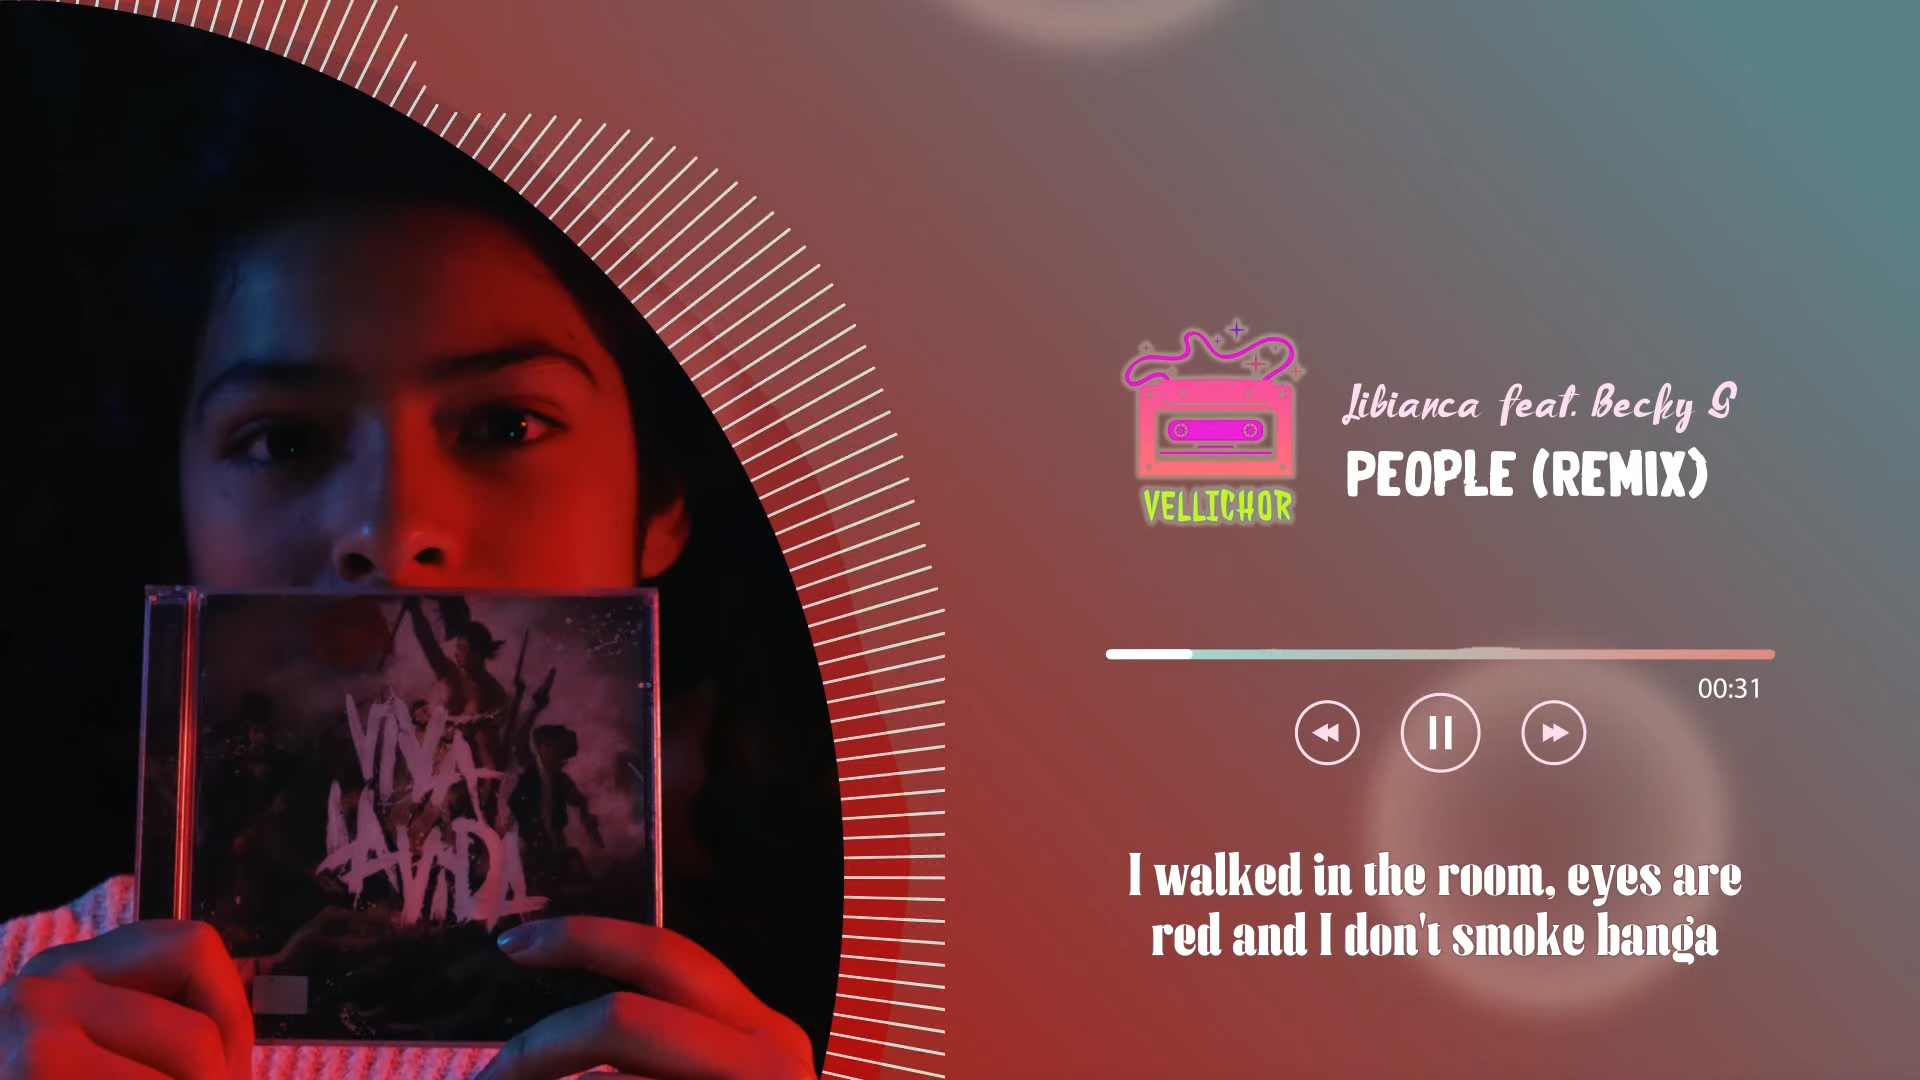 VIVA
LA VIDA
VELLICHOR
Libianca feat. Becky G
PEOPLE (REMIX)
00:31
I walked in the room, eyes are
red and I don't smoke banga